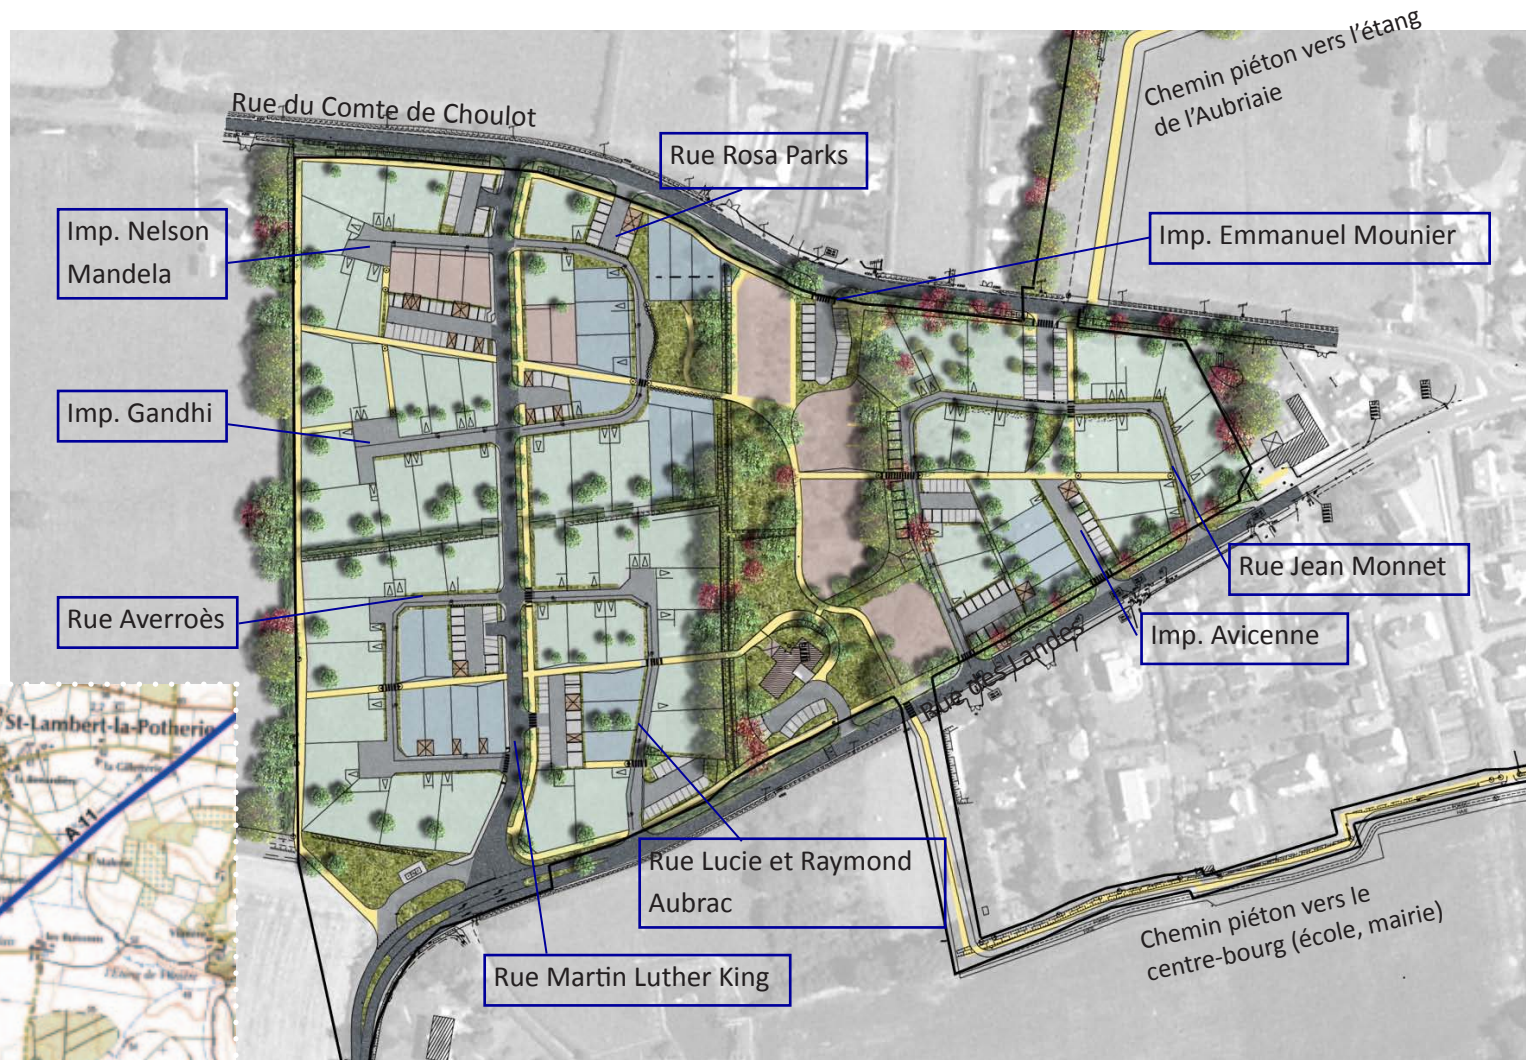 Chemin piéton vers l'étang
de l'Aubriaie
Rue du Comte de Choulot
Rue Rosa Parks
Imp. Nelson
Mandela
Imp. Emmanuel Mounier
Imp. Gandhi
Rue Jean Monnet
Rue Averroès
Imp. Avicenne
Rue des Landes
St-Lambert-la-Potherie
A 11
Rue Lucie et Raymond
Aubrac
Chemin piéton vers le
centre-bourg (école, mairie)
Rue Martin Luther King